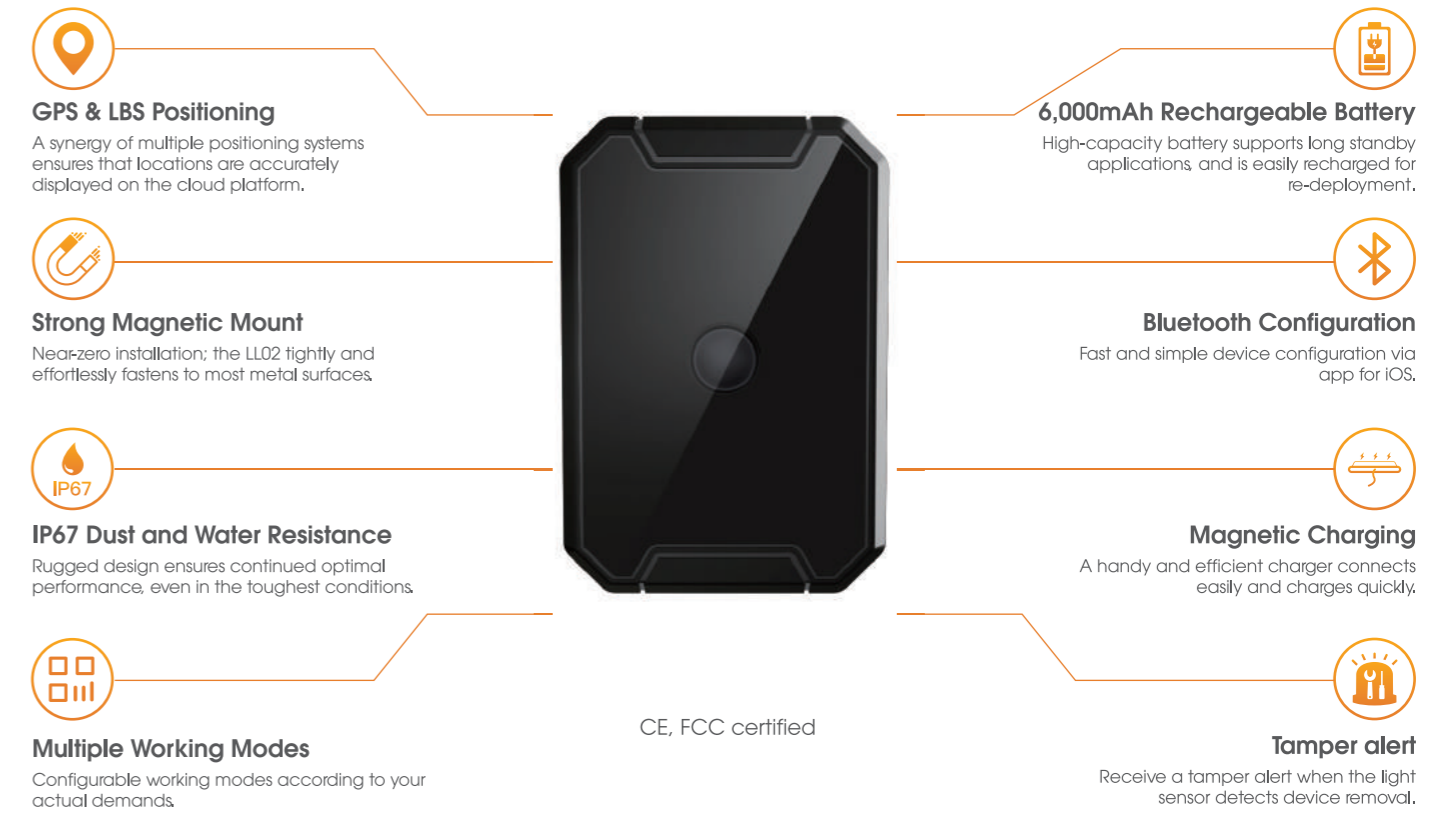 GPS & LBS Positioning
A synergy of multiple positioning systems
ensures that locations are accurately
displayed on the cloud platform.
Strong Magnetic Mount
Near-zero installation; the LL02 tightly and
effortlessly fastens to most metal surfaces.
IP67
IP67 Dust and Water Resistance
Rugged design ensures continued optimal
performance, even in the toughest conditions.
Multiple Working Modes
Configurable working modes according to your
actual demands.
CE, FCC certified
6,000mAh Rechargeable Battery
High-capacity battery supports long standby
applications, and is easily recharged for
re-deployment.
Bluetooth Configuration
Fast and simple device configuration via
app for iOS.
Magnetic Charging
A handy and efficient charger connects
easily and charges quickly.
Tamper alert
Receive a tamper alert when the light
sensor detects device removal.